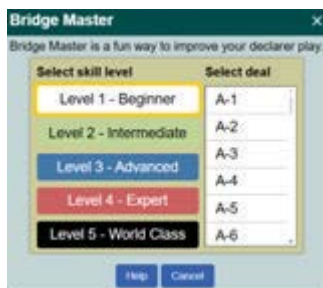 Bridge Master ×
Bridge Master is a fun way to improve your declarer play.
Select skill level
Level 1 - Beginner
Level 2 - Intermediate
Level 3 - Advanced
Level 4 - Expert
Level 5 - World Class
Select deal
A-1
A-2
A-3
A-4
A-5
A-6
Help
Cancel